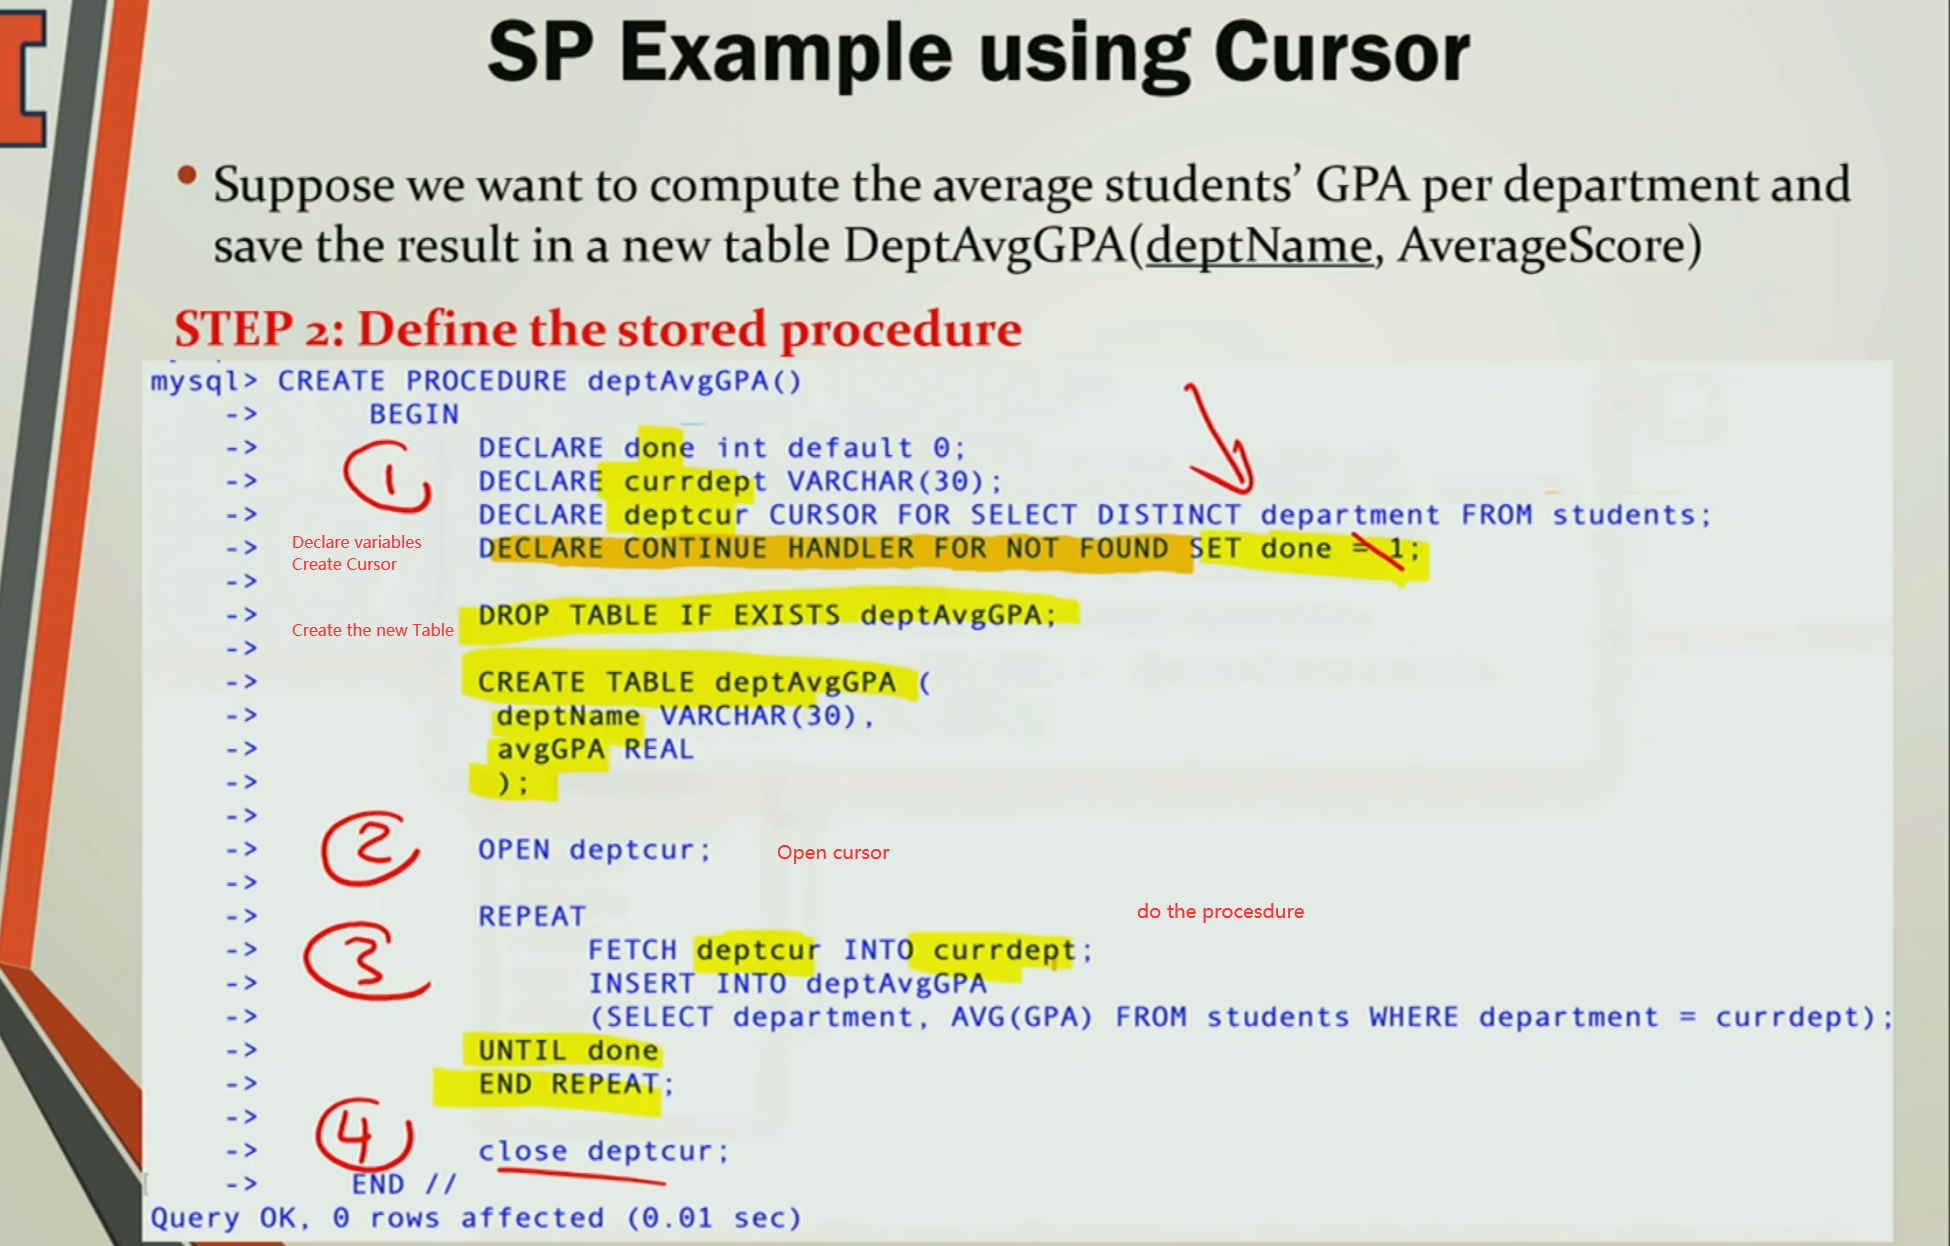 SP Example using Cursor
• Suppose we want to compute the average students’ GPA per department and
save the result in a new table DeptAvgGPA(deptName, AverageScore)
STEP 2: Define the stored procedure
mysql> CREATE PROCEDURE deptAvgGPA()
-> BEGIN
-> DECLARE done int default 0;
1
-> DECLARE currdept VARCHAR(30);
-> DECLARE deptcur CURSOR FOR SELECT DISTINCT department FROM students;
Declare variables
Create Cursor
-> DECLARE CONTINUE HANDLER FOR NOT FOUND SET done = 1;
->
-> DROP TABLE IF EXISTS deptAvgGPA;
Create the new Table
->
-> CREATE TABLE deptAvgGPA (
-> deptName VARCHAR(30),
-> avgGPA REAL
-> );
->
2
-> OPEN deptcur;
Open cursor
->
-> REPEAT
do the procesdure
3
-> FETCH deptcur INTO currdept;
-> INSERT INTO deptAvgGPA
-> (SELECT department, AVG(GPA) FROM students WHERE department = currdept);
-> UNTIL done
-> END REPEAT;
->
4
-> close deptcur;
-> END //
Query OK, 0 rows affected (0.01 sec)